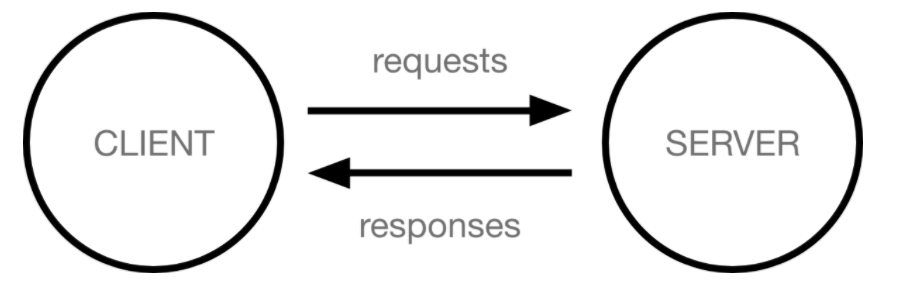 requests
CLIENT
SERVER
responses